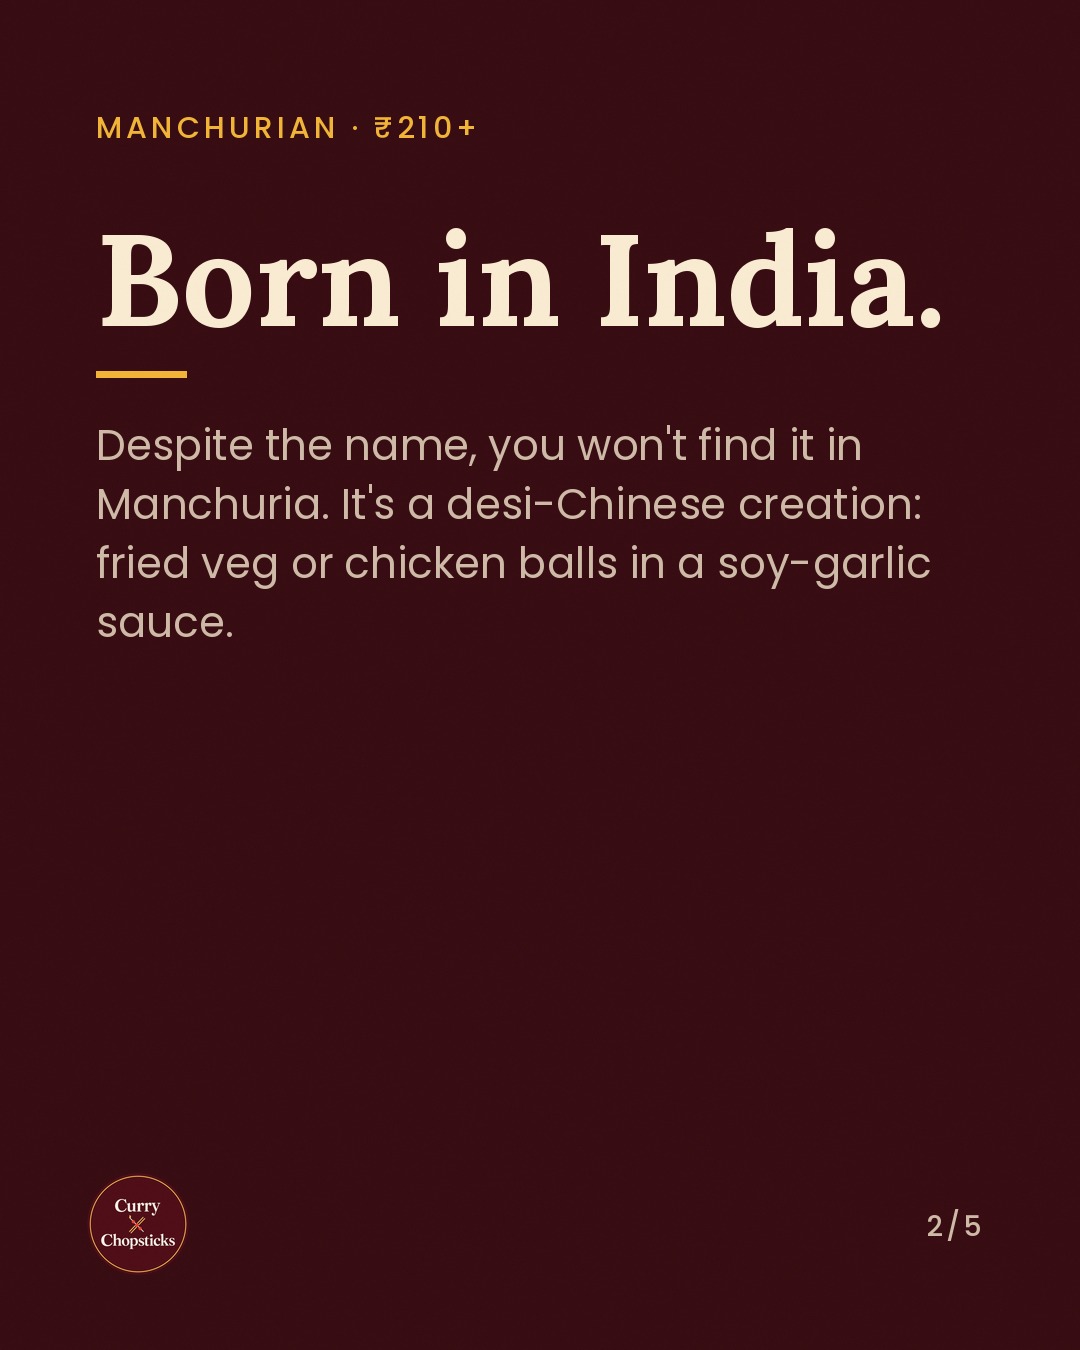 MANCHURIAN · ₹210+
Born in India.
Despite the name, you won't find it in
Manchuria. It's a desi-Chinese creation:
fried veg or chicken balls in a soy-garlic
sauce.
Curry
Chopsticks
2/5